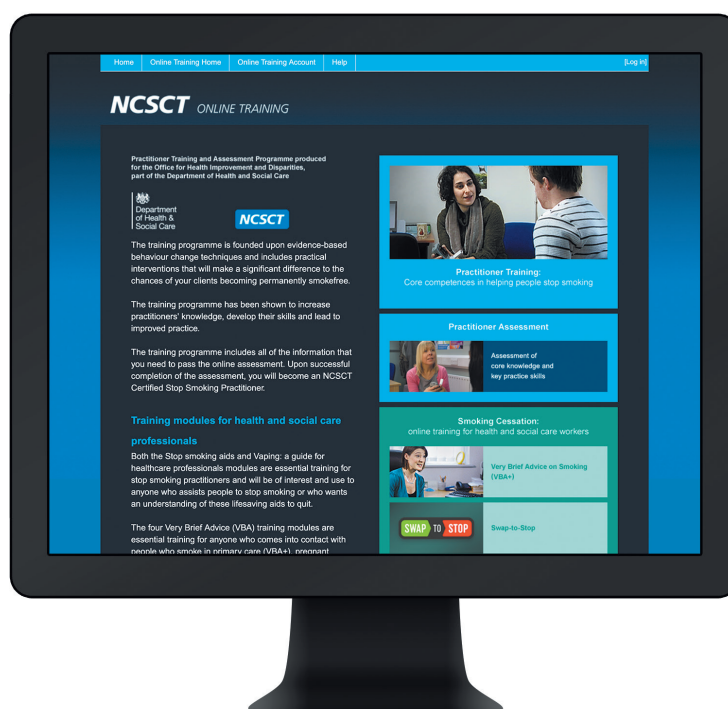 Home
Online Training Home
Online Training Account
Help
[Log in]
NCSCT ONLINE TRAINING
Practitioner Training and Assessment Programme produced
for the Office for Health Improvement and Disparities,
part of the Department of Health and Social Care
Department
of Health &
Social Care
NCSCT
The training programme is founded upon evidence-based
behaviour change techniques and includes practical
interventions that will make a significant difference to the
chances of your clients becoming permanently smokefree.
The training programme has been shown to increase
practitioners' knowledge, develop their skills and lead to
improved practice.
The training programme includes all of the information that
you need to pass the online assessment. Upon successful
completion of the assessment, you will become an NCSCT
Certified Stop Smoking Practitioner.
Training modules for health and social care
professionals
Both the Stop smoking aids and Vaping: a guide for
healthcare professionals modules are essential training for
stop smoking practitioners and will be of interest and use to
anyone who assists people to stop smoking or who wants
an understanding of these lifesaving aids to quit.
The four Very Brief Advice (VBA) training modules are
essential training for anyone who comes into contact with
people who smoke in primary care (VBA+), pregnant
Practitioner Training:
Core competences in helping people stop smoking
Practitioner Assessment
Assessment of
core knowledge and
key practice skills
Smoking Cessation:
online training for health and social care workers
Very Brief Advice on Smoking
(VBA+)
SWAP TO STOP
Swap-to-Stop